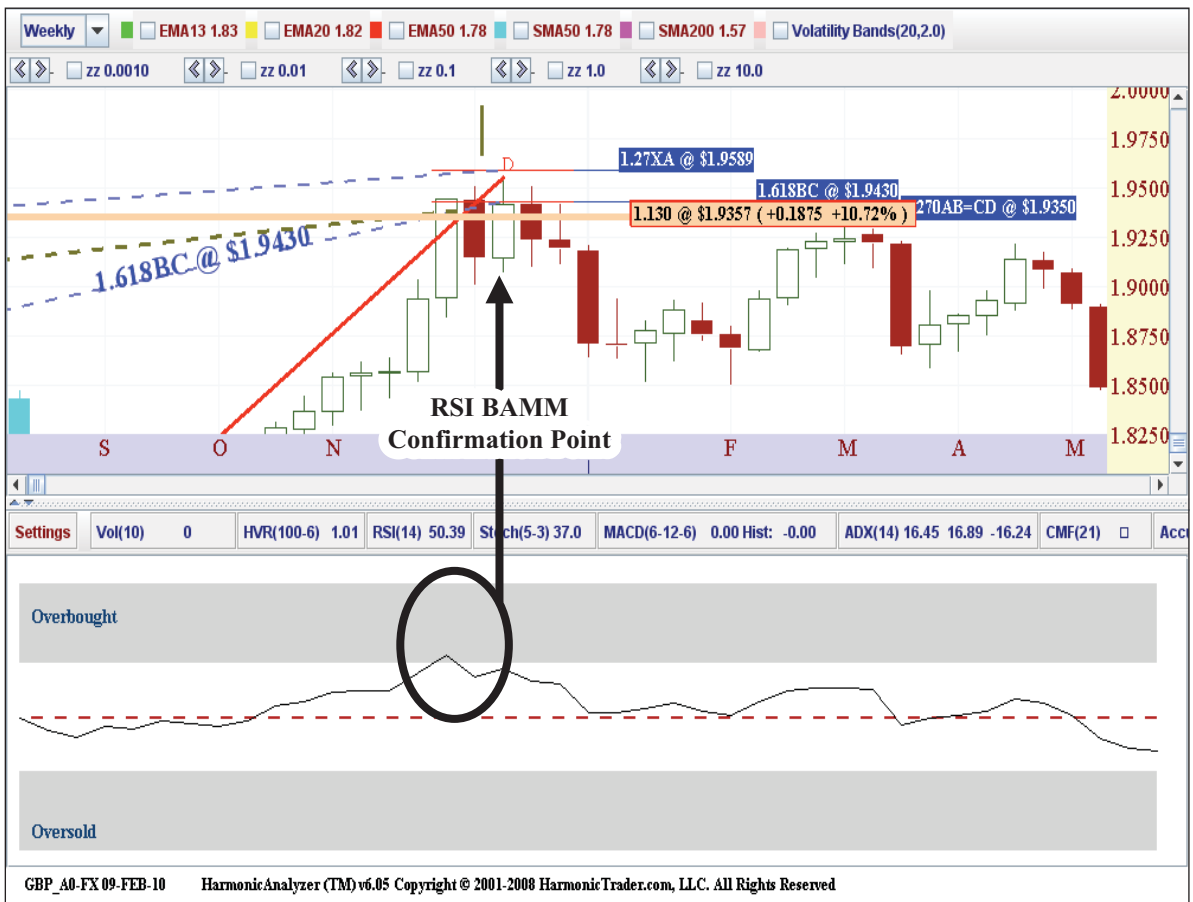 Weekly EMA13 1.83 EMA20 1.82 EMA50 1.78 SMA50 1.78 SMA200 1.57 Volatility Bands(20,2.0)
zz 0.0010 zz 0.01 zz 0.1 zz 1.0 zz 10.0
2.0000
1.9750
D
1.27XA @ $1.9589
1.618BC @ $1.9430
1.9500
270AB=CD @ $1.9350
1.130 @ $1.9357 ( +0.1875 +10.72% )
1.618BC @ $1.9430
1.9250
1.9000
1.8750
1.8500
RSI BAMM
Confirmation Point
1.8250
S O N F M A M
Settings Vol(10) 0 HVR(100-6) 1.01 RSI(14) 50.39 Stoch(5-3) 37.0 MACD(6-12-6) 0.00 Hist: -0.00 ADX(14) 16.45 16.89 -16.24 CMF(21) Accu
Overbought
Oversold
GBP_A0-FX 09-FEB-10 HarmonicAnalyzer (TM) v6.05 Copyright © 2001-2008 HarmonicTrader.com, LLC. All Rights Reserved